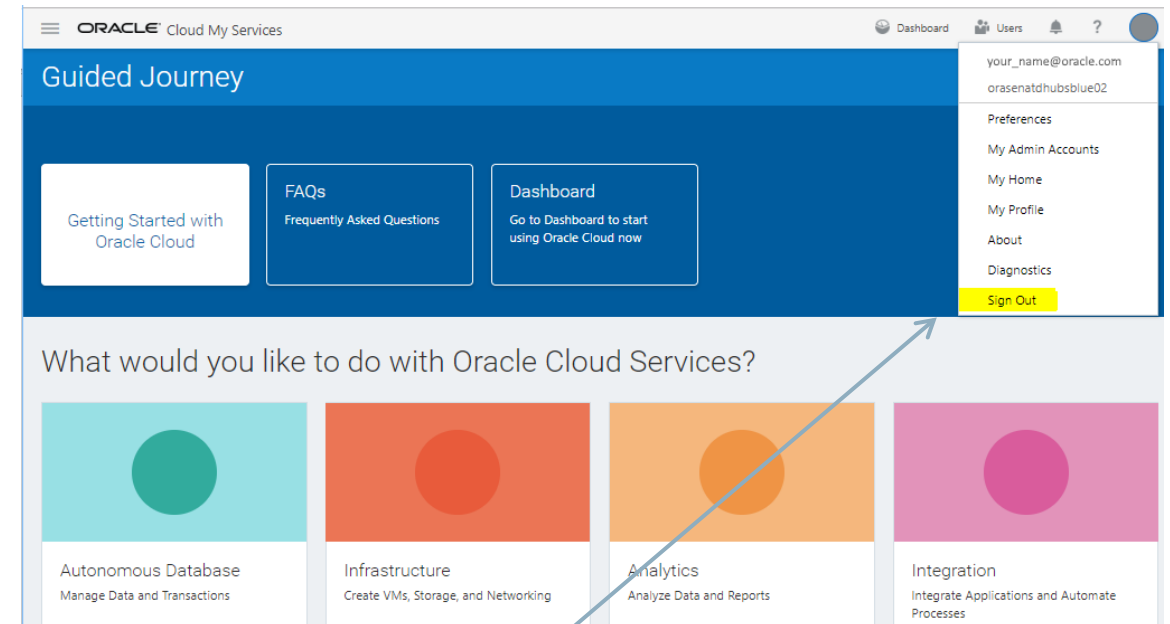 ORACLE Cloud My Services
Dashboard
Users
?
your_name@oracle.com
orasenatdhubsblue02
Preferences
My Admin Accounts
My Home
My Profile
About
Diagnostics
Sign Out
Guided Journey
Getting Started with
Oracle Cloud
FAQs
Frequently Asked Questions
Dashboard
Go to Dashboard to start
using Oracle Cloud now
What would you like to do with Oracle Cloud Services?
Autonomous Database
Manage Data and Transactions
Infrastructure
Create VMs, Storage, and Networking
Analytics
Analyze Data and Reports
Integration
Integrate Applications and Automate
Processes